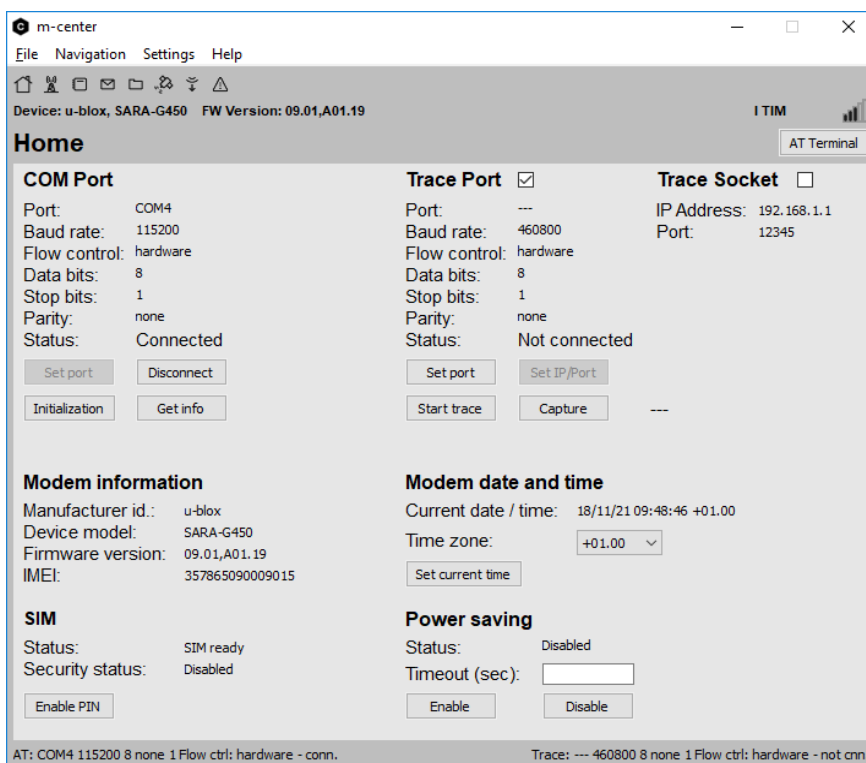 m-center
File Navigation Settings Help
Device: u-blox, SARA-G450 FW Version: 09.01,A01.19
I TIM
Home
AT Terminal
COM Port
Port: COM4
Baud rate: 115200
Flow control: hardware
Data bits: 8
Stop bits: 1
Parity: none
Status: Connected
Set port Disconnect
Initialization Get info
Trace Port
Port: ---
Baud rate: 460800
Flow control: hardware
Data bits: 8
Stop bits: 1
Parity: none
Status: Not connected
Set port Set IP/Port
Start trace Capture ---
Trace Socket
IP Address: 192.168.1.1
Port: 12345
Modem information
Manufacturer id.: u-blox
Device model: SARA-G450
Firmware version: 09.01,A01.19
IMEI: 357865090009015
Modem date and time
Current date / time: 18/11/21 09:48:46 +01.00
Time zone: +01.00
Set current time
SIM
Status: SIM ready
Security status: Disabled
Enable PIN
Power saving
Status: Disabled
Timeout (sec):
Enable Disable
AT: COM4 115200 8 none 1 Flow ctrl: hardware - conn.
Trace: --- 460800 8 none 1 Flow ctrl: hardware - not cnn